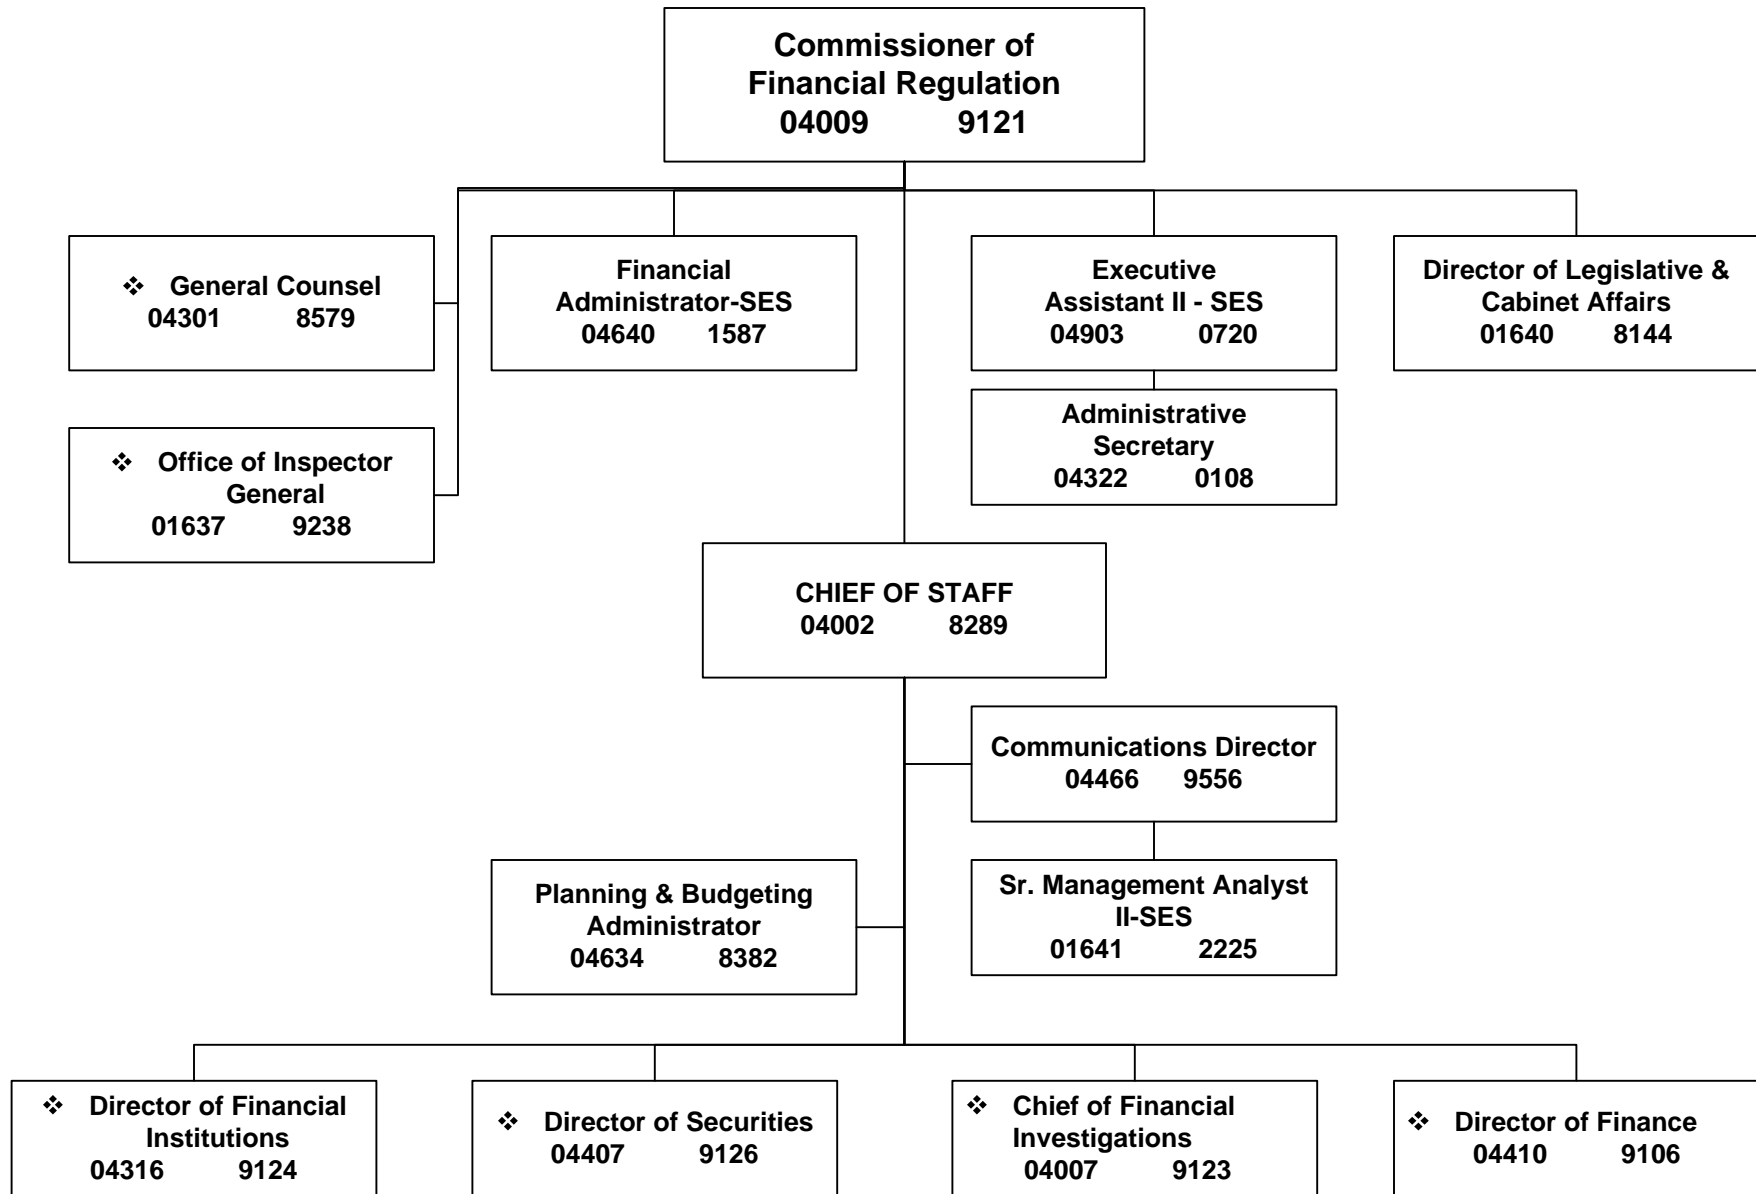 Commissioner of
Financial Regulation
04009 9121
❖ General Counsel
04301 8579
Financial
Administrator-SES
04640 1587
Executive
Assistant II - SES
04903 0720
Director of Legislative &
Cabinet Affairs
01640 8144
Administrative
Secretary
04322 0108
❖ Office of Inspector
General
01637 9238
CHIEF OF STAFF
04002 8289
Communications Director
04466 9556
Planning & Budgeting
Administrator
04634 8382
Sr. Management Analyst
II-SES
01641 2225
❖ Director of Financial
Institutions
04316 9124
❖ Director of Securities
04407 9126
❖ Chief of Financial
Investigations
04007 9123
❖ Director of Finance
04410 9106